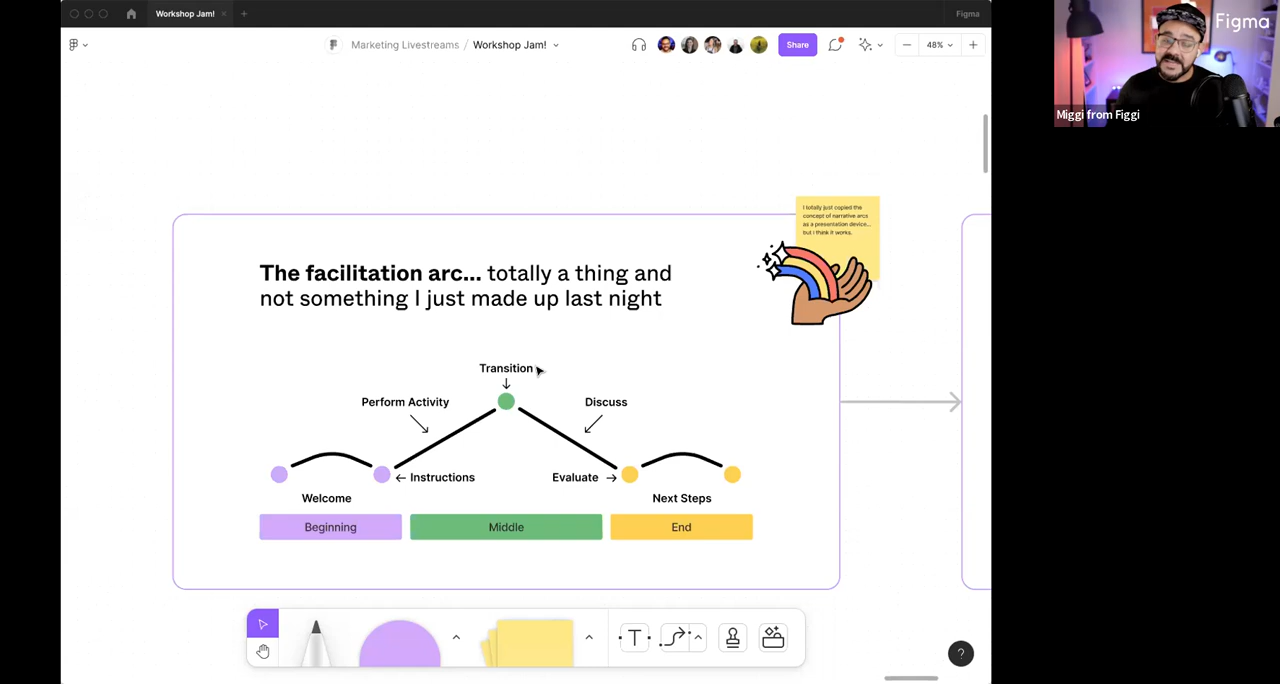 Workshop Jam!
Figma
Marketing Livestreams / Workshop Jam!
Share
48%
Figma
Miggi from Figgi
I totally just copied the
concept of narrative arcs
as a presentation device...
but I think it works.
The facilitation arc... totally a thing and
not something I just made up last night
Transition
Perform Activity
Discuss
Instructions
Evaluate
Welcome
Next Steps
Beginning
Middle
End
T
?